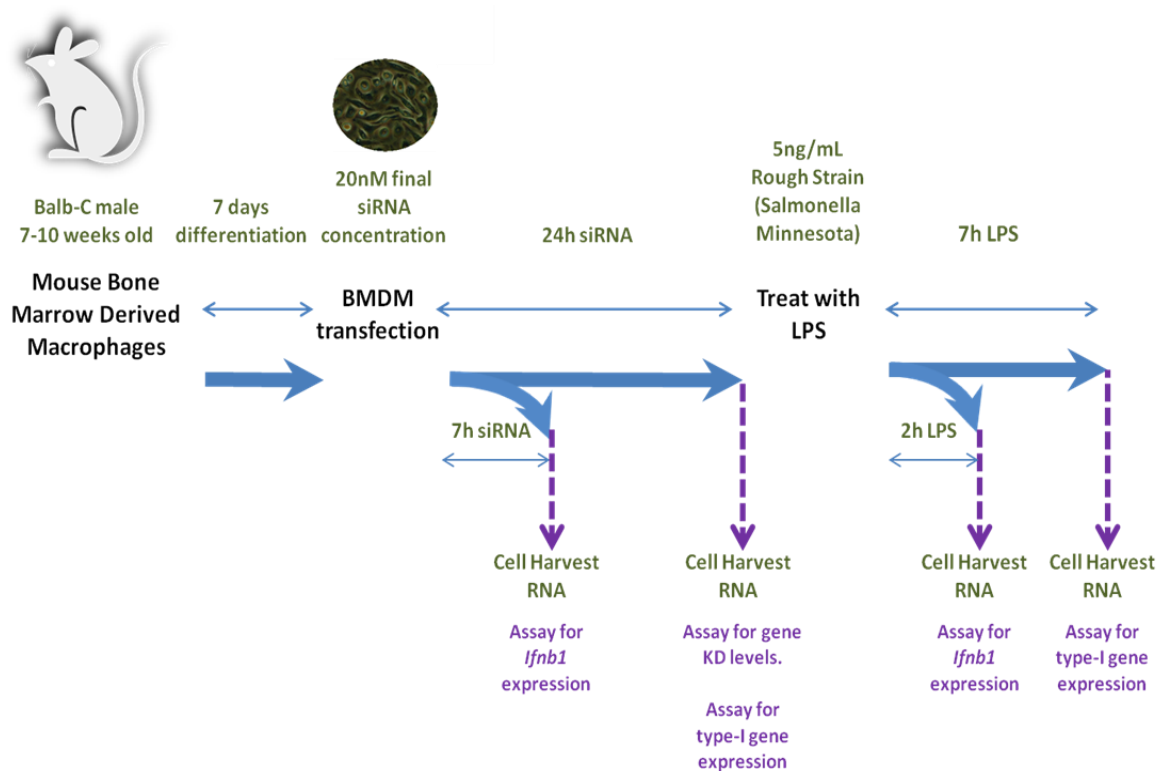 Balb-C male
7-10 weeks old
7 days
differentiation
20nM final
siRNA
concentration
24h siRNA
5ng/mL
Rough Strain
(Salmonella
Minnesota)
7h LPS
Mouse Bone
Marrow Derived
Macrophages
BMDM
transfection
Treat with
LPS
7h siRNA
2h LPS
Cell Harvest
RNA
Assay for
Ifnb1
expression
Cell Harvest
RNA
Assay for gene
KD levels.
Assay for
type-I gene
expression
Cell Harvest
RNA
Assay for
Ifnb1
expression
Cell Harvest
RNA
Assay for
type-I gene
expression